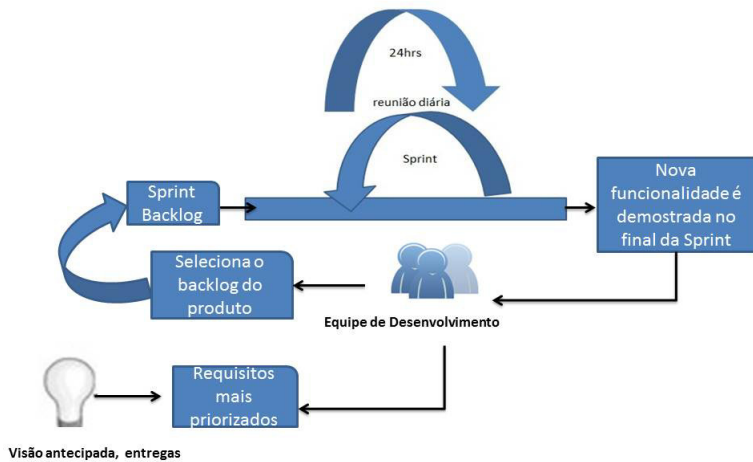 24hrs
reunião diária
Sprint
Sprint
Backlog
Nova
funcionalidade é
demostrada no
final da Sprint
Seleciona o
backlog do
produto
Equipe de Desenvolvimento
Requisitos
mais
priorizados
Visão antecipada, entregas